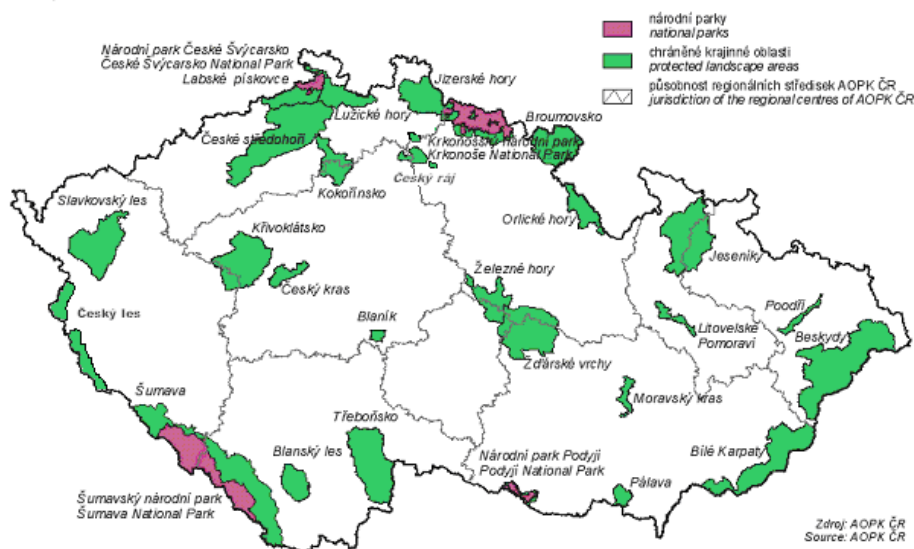 národní parky
national parks
chráněné krajinné oblasti
protected landscape areas
působnost regionálních středisek AOPK ČR
jurisdiction of the regional centres of AOPK ČR
Národní park České Švýcarsko
České Švýcarsko National Park
Labské pískovce
Jizerské hory
Lužické hory
Broumovsko
České středohoří
Krkonošský národní park
Krkonoše National Park
Český ráj
Kokořínsko
Slavkovský les
Orlické hory
Křivoklátsko
Jeseníky
Železné hory
Český kras
Český les
Blaník
Poodří
Litovelské
Pomoraví
Beskydy
Žďárské vrchy
Šumava
Moravský kras
Třeboňsko
Blanský les
Národní park Podyjí
Podyjí National Park
Bílé Karpaty
Pálava
Šumavský národní park
Šumava National Park
Zdroj: AOPK ČR
Source: AOPK ČR